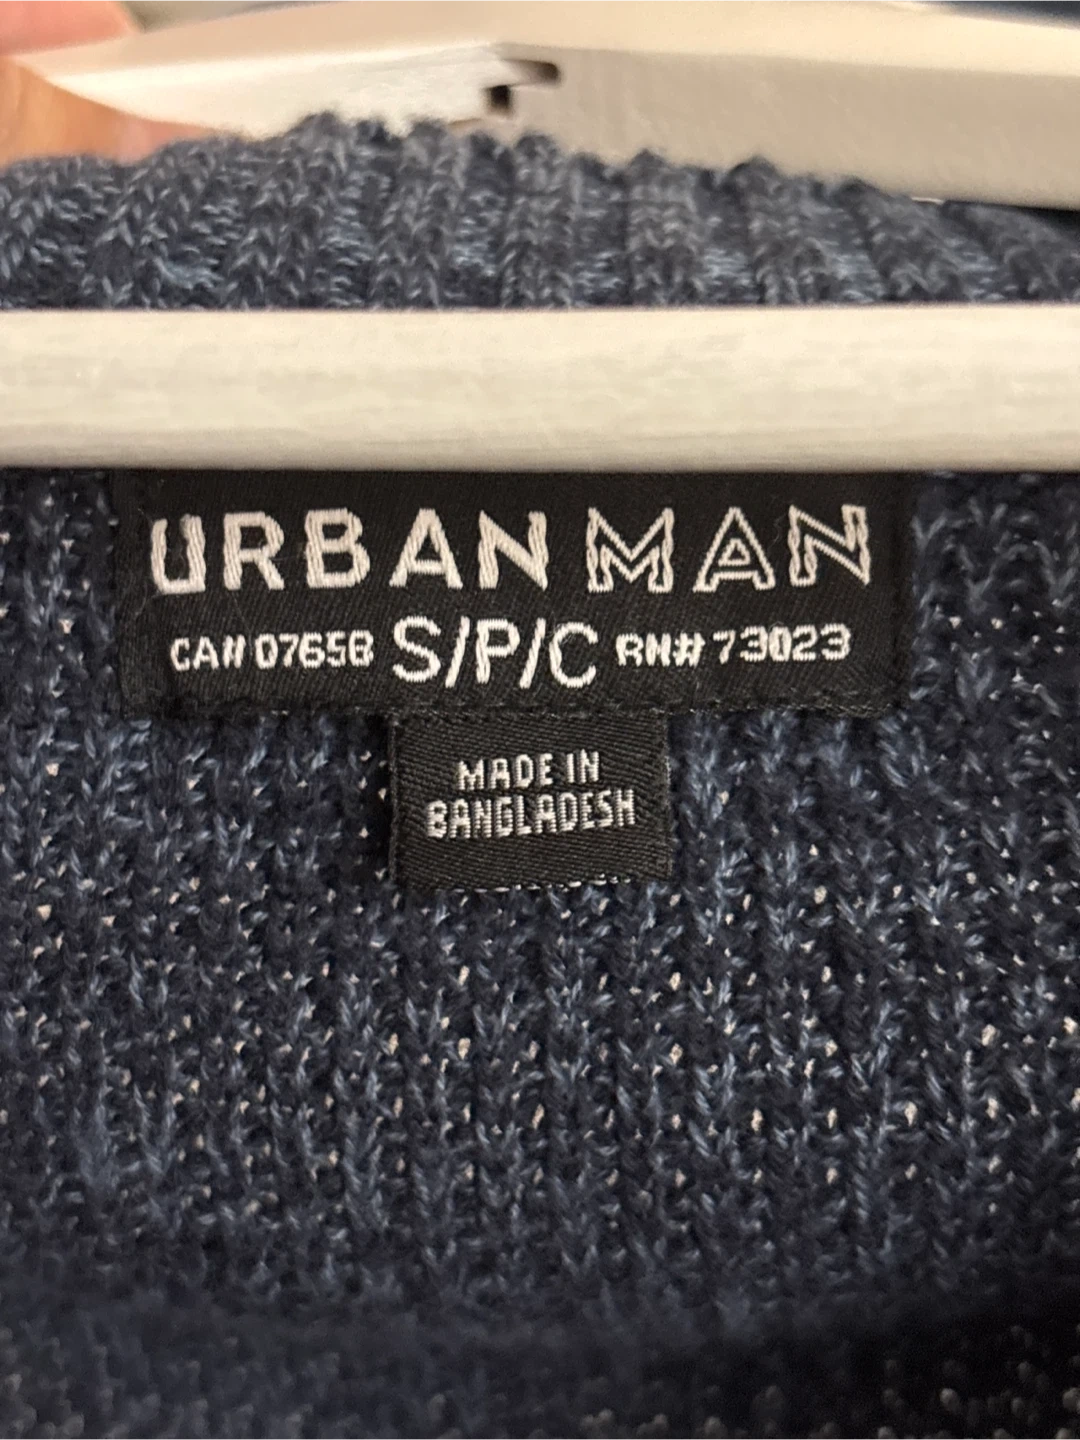 URBAN MAN
CA# 07658 S/P/C RN# 73023
MADE IN
BANGLADESH